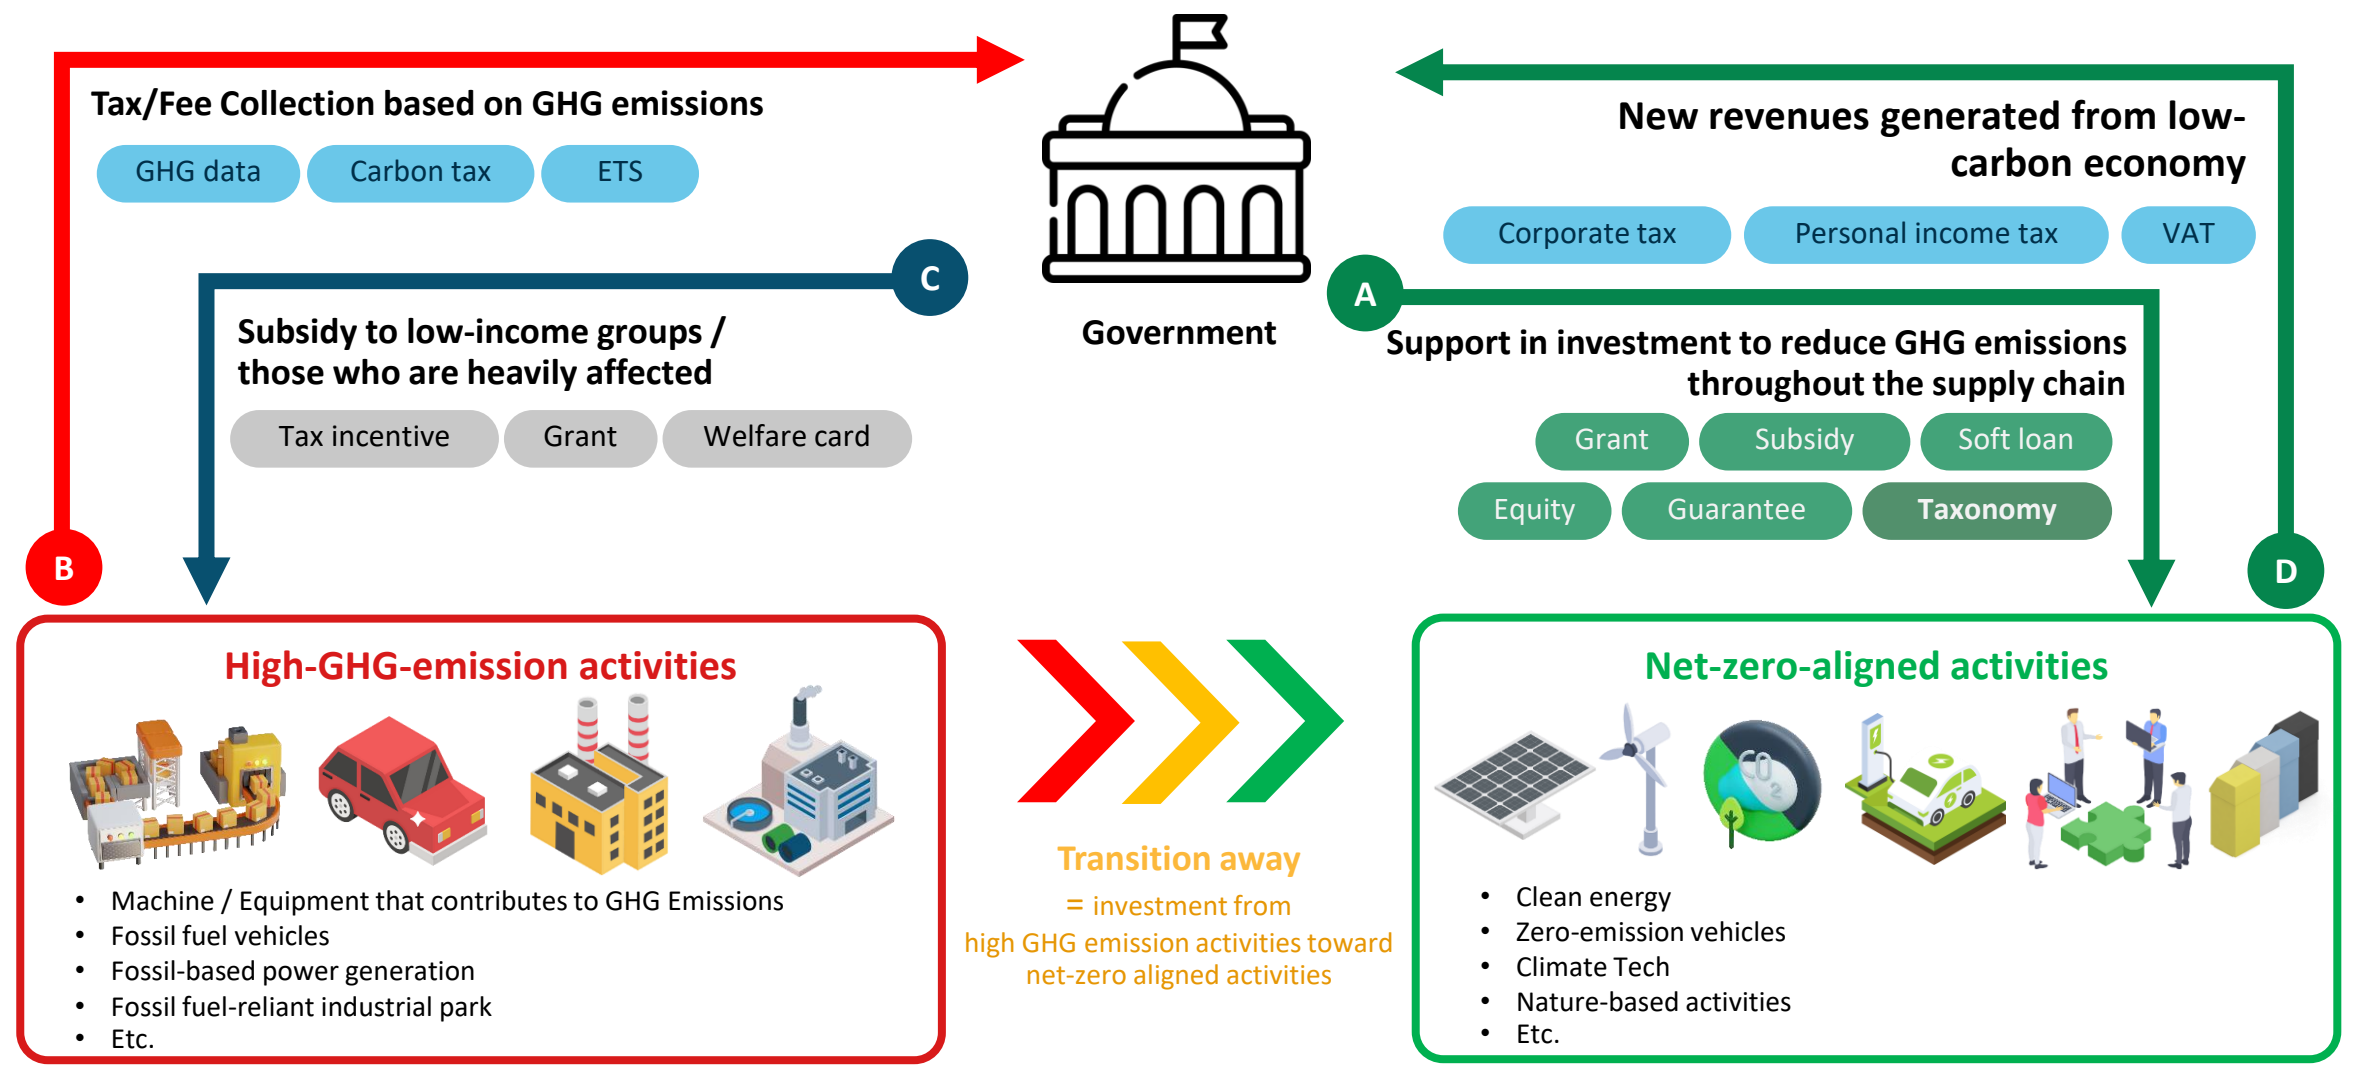 Tax/Fee Collection based on GHG emissions
GHG data
Carbon tax
ETS
C
Subsidy to low-income groups /
those who are heavily affected
Tax incentive
Grant
Welfare card
B
Government
New revenues generated from low-
carbon economy
Corporate tax
Personal income tax
VAT
A
Support in investment to reduce GHG emissions
throughout the supply chain
Grant
Subsidy
Soft loan
Equity
Guarantee
Taxonomy
D
High-GHG-emission activities
• Machine / Equipment that contributes to GHG Emissions
• Fossil fuel vehicles
• Fossil-based power generation
• Fossil fuel-reliant industrial park
• Etc.
Transition away
= investment from
high GHG emission activities toward
net-zero aligned activities
Net-zero-aligned activities
CO2
• Clean energy
• Zero-emission vehicles
• Climate Tech
• Nature-based activities
• Etc.